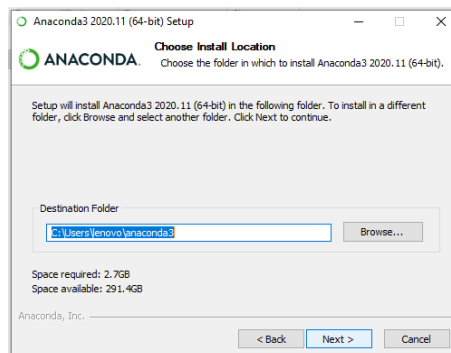 Anaconda3 2020.11 (64-bit) Setup
ANACONDA.
Choose Install Location
Choose the folder in which to install Anaconda3 2020.11 (64-bit).
Setup will install Anaconda3 2020.11 (64-bit) in the following folder. To install in a different
folder, click Browse and select another folder. Click Next to continue.
Destination Folder
C:\Users\lenovo\anaconda3
Browse...
Space required: 2.7GB
Space available: 291.4GB
Anaconda, Inc.
< Back
Next >
Cancel